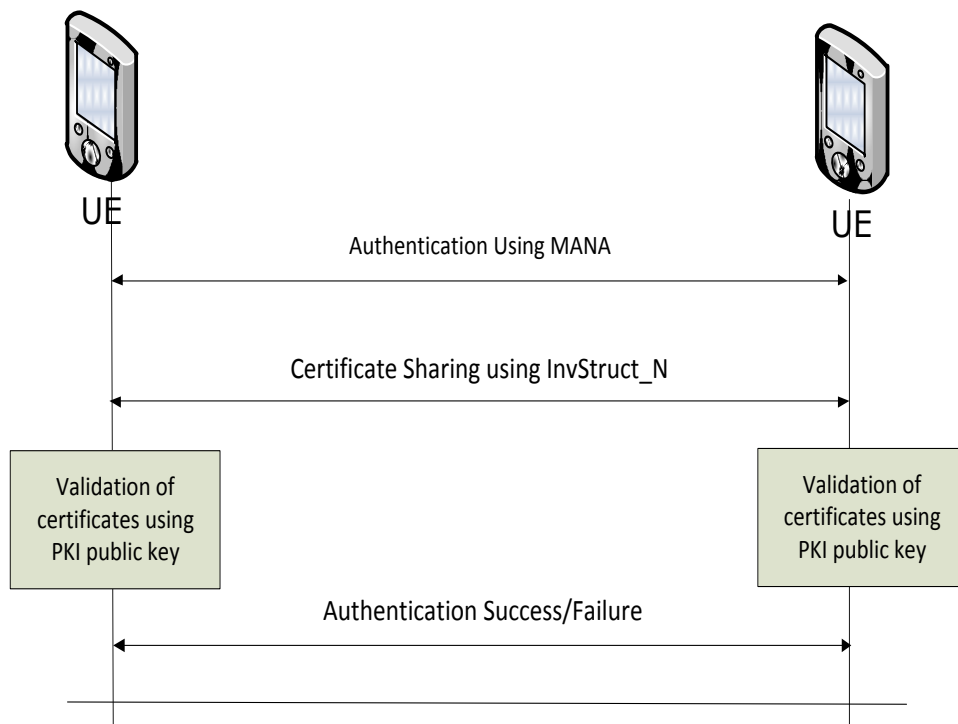 UE
UE
Authentication Using MANA
Certificate Sharing using InvStruct_N
Validation of
certificates using
PKI public key
Validation of
certificates using
PKI public key
Authentication Success/Failure